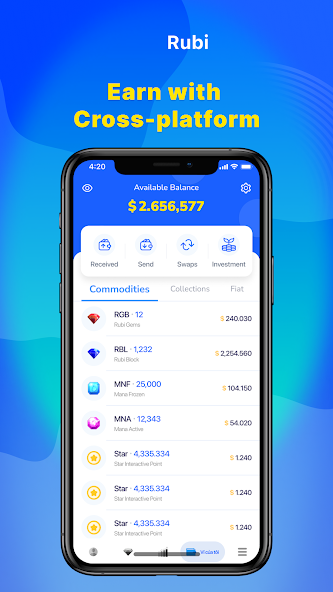 Rubi
Earn with
Cross-platform
4:20
Available Balance
$ 2.656,577
Received
Send
Swaps
Investment
Commodities
Collections
Fiat
RGB · 12
Rubi Gems
$ 240.030
RBL · 1,232
Rubi Block
$ 2,254.560
MNF · 25,000
Mana Frozen
$ 104.150
MNA · 12,343
Mana Active
$ 54.020
Star · 4,335.334
Star Interactive Point
$ 1.240
Star · 4,335.334
Star Interactive Point
$ 1.240
Star · 4,335.334
Star Interactive Point
$ 1.240